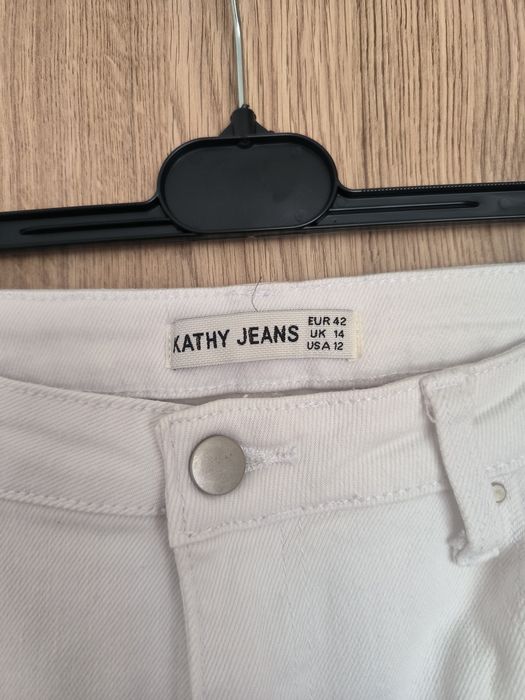 KATHY JEANS
EUR 42
UK 14
USA 12